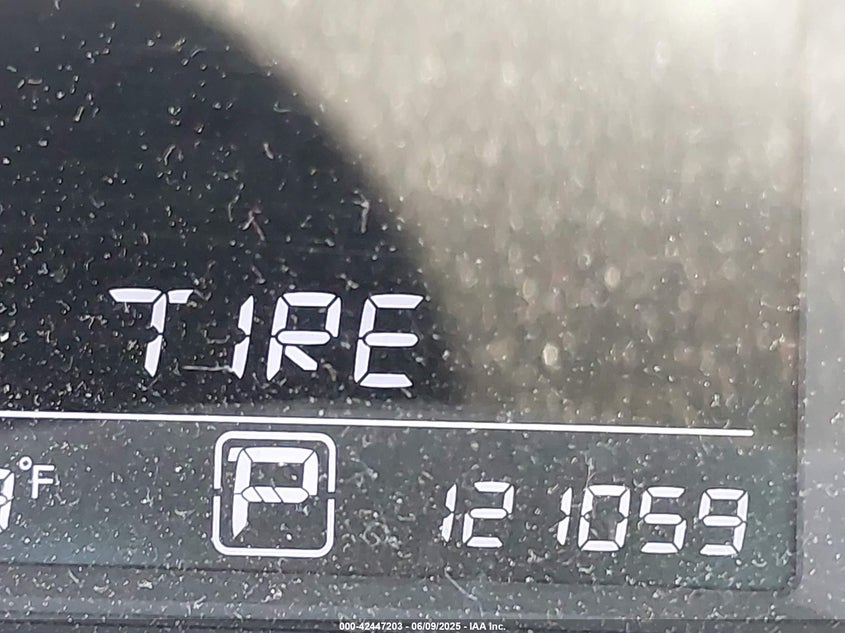 TIRE
°F P 121059
000-42447203 - 06/09/2025 - IAA Inc.